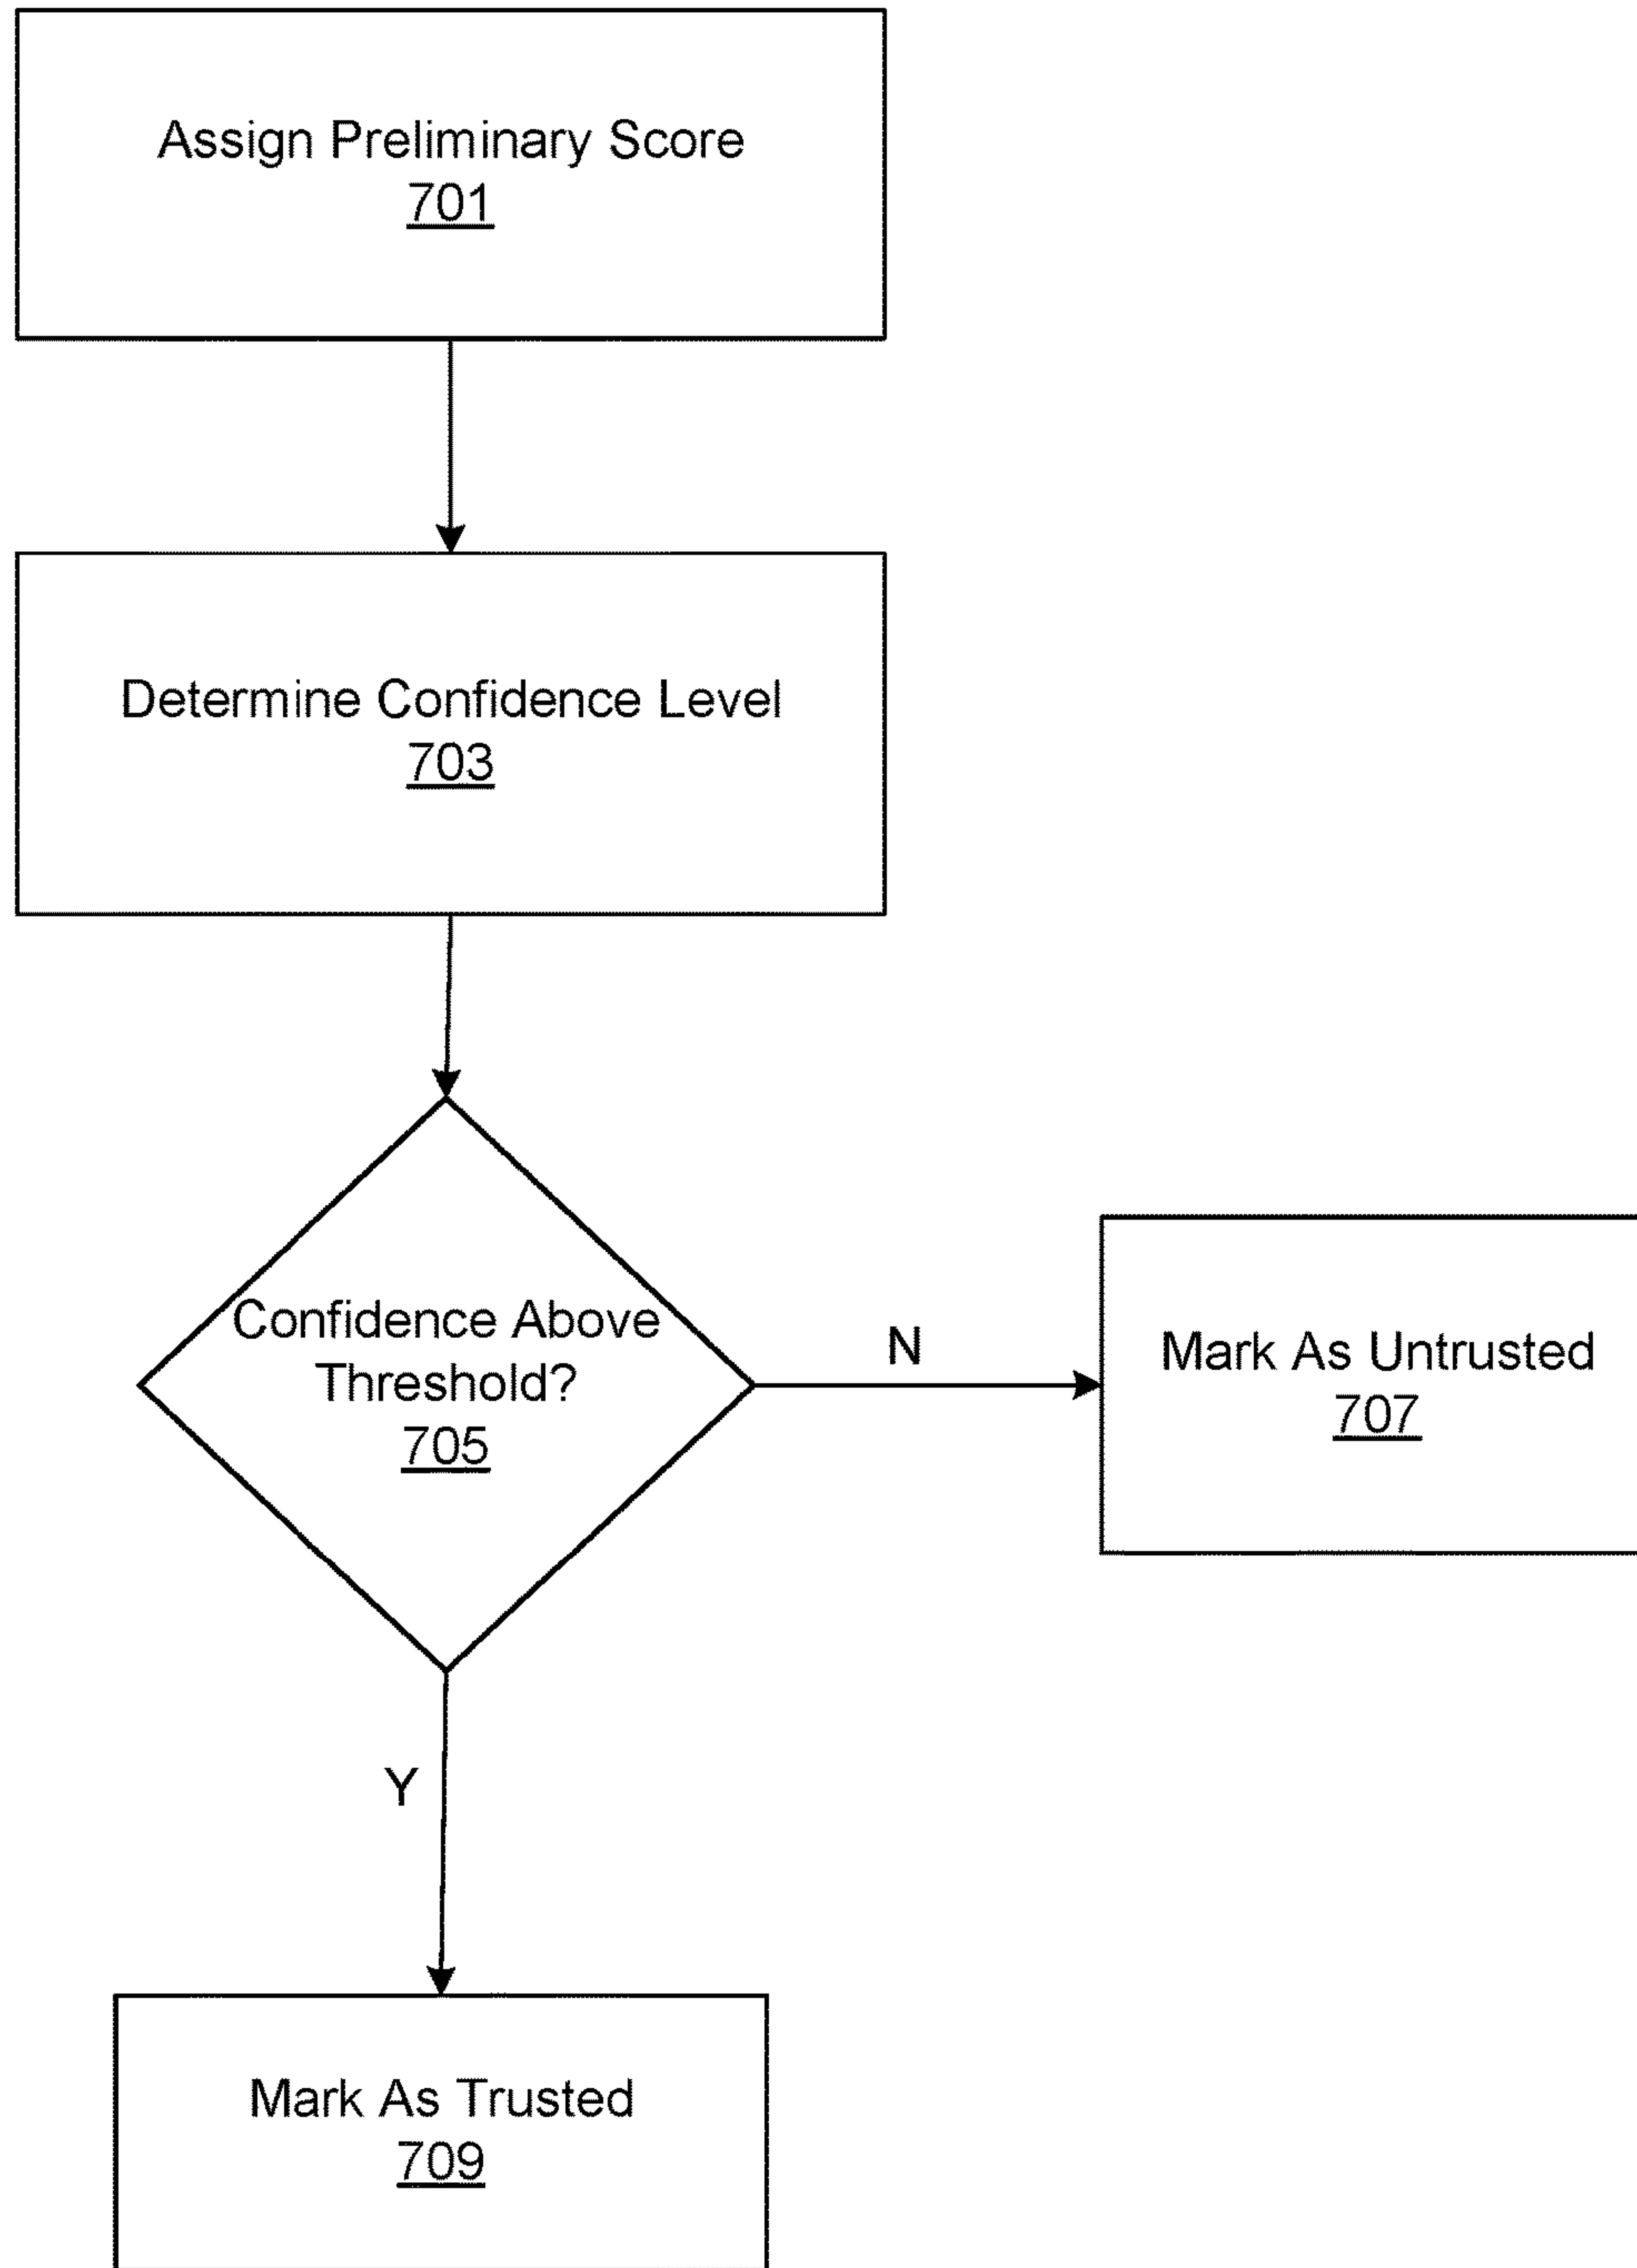 Assign Preliminary Score
701
Determine Confidence Level
703
Confidence Above
Threshold?
705
N
Mark As Untrusted
707
Y
Mark As Trusted
709